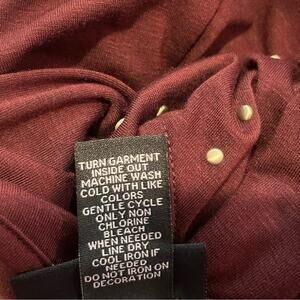 TURN GARMENT
INSIDE OUT
MACHINE WASH
COLD WITH LIKE
COLORS
GENTLE CYCLE
ONLY NON
CHLORINE
BLEACH
WHEN NEEDED
LINE DRY
COOL IRON IF
NEEDED
DO NOT IRON ON
DECORATION